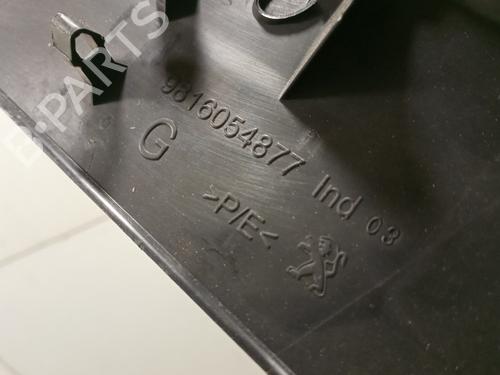 9816054877 Ind 03
G
>P/E<
B-PARTS